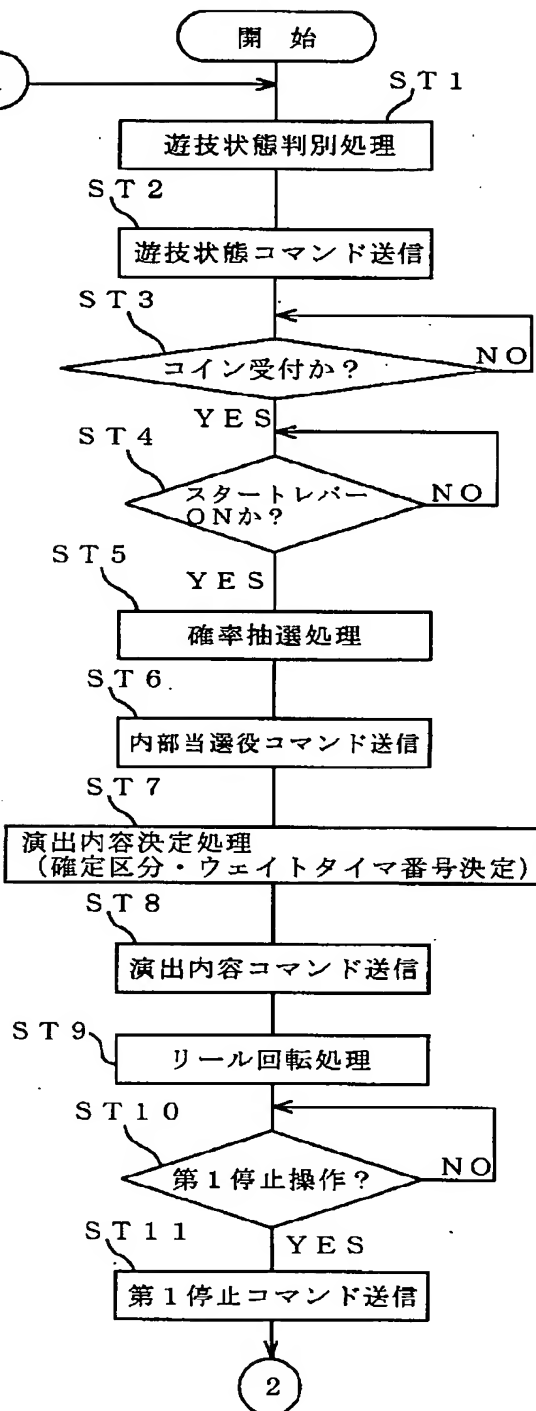 開 始
ST1
遊技状態判別処理
ST2
遊技状態コマンド送信
ST3
コイン受付か?
NO
YES
ST4
スタートレバー
ONか?
NO
YES
ST5
確率抽選処理
ST6
内部当選役コマンド送信
ST7
演出内容決定処理
(確定区分・ウェイトタイマ番号決定)
ST8
演出内容コマンド送信
ST9
リール回転処理
ST10
第1停止操作?
NO
YES
ST11
第1停止コマンド送信
2